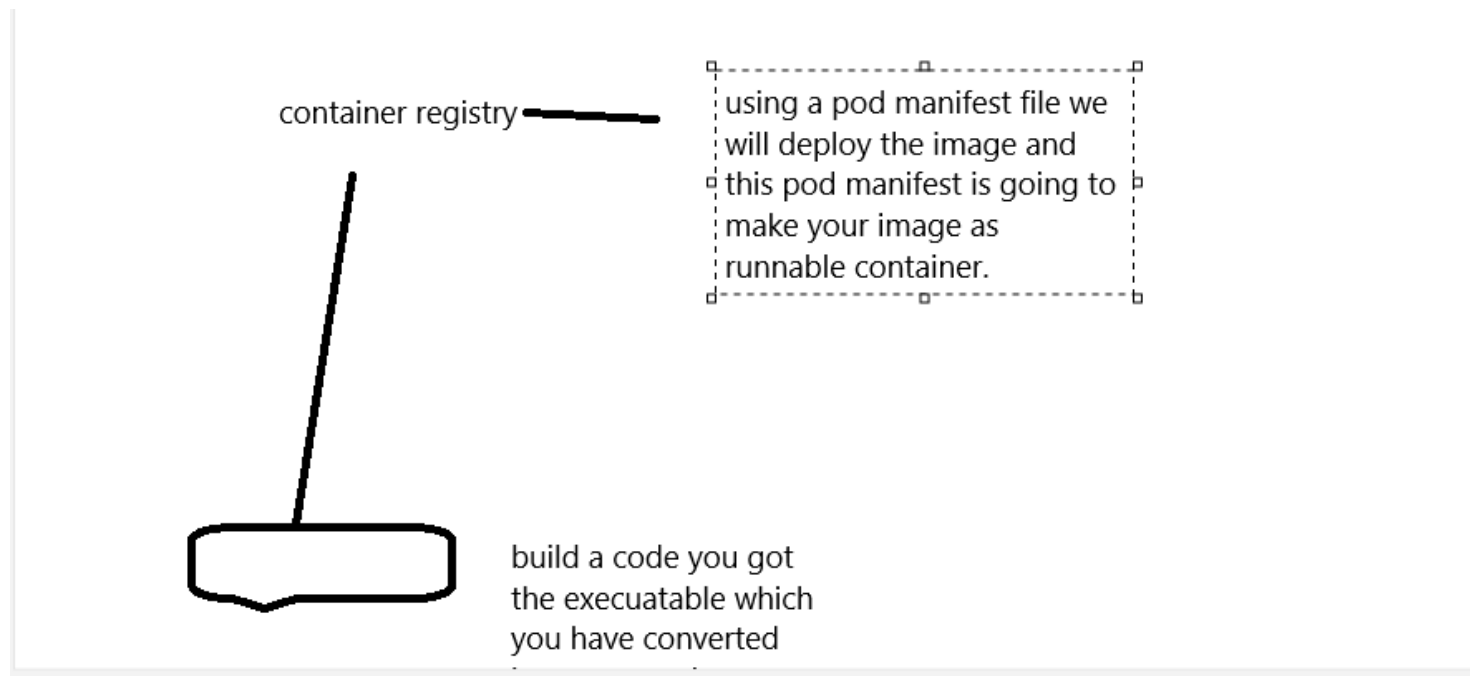 container registry
using a pod manifest file we
will deploy the image and
this pod manifest is going to
make your image as
runnable container.
build a code you got
the execuatable which
you have converted